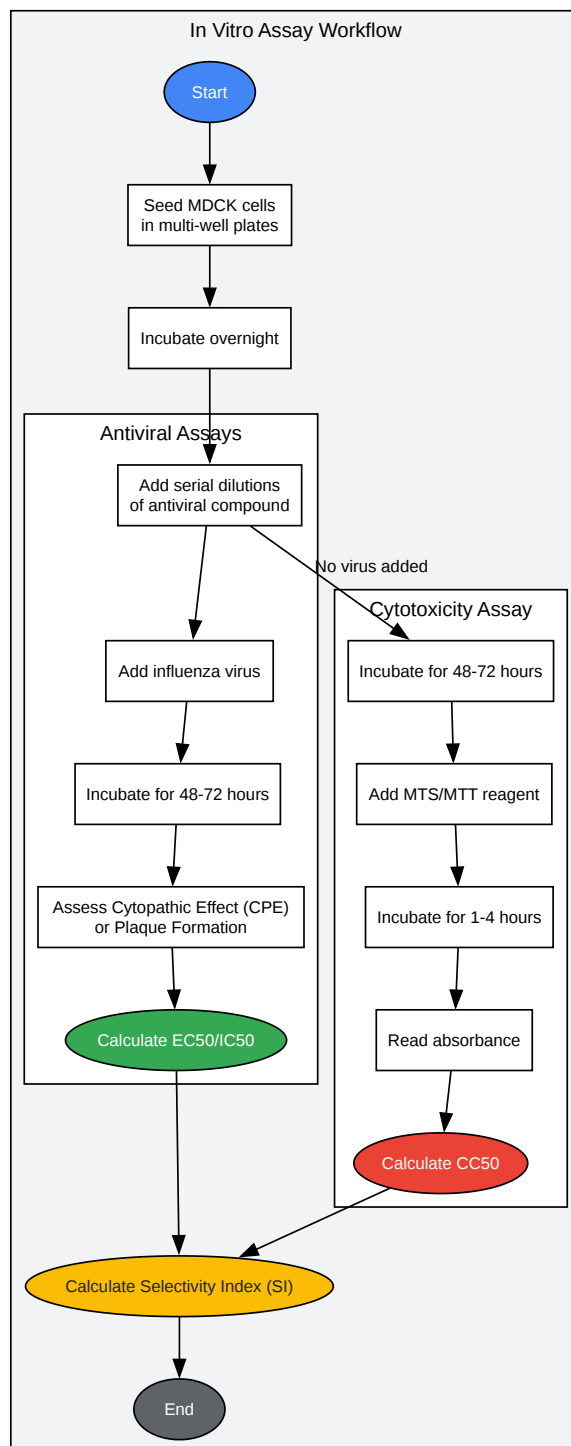 In Vitro Assay Workflow
Start
Seed MDCK cells
in multi-well plates
Incubate overnight
Antiviral Assays
Add serial dilutions
of antiviral compound
No virus added
Cytotoxicity Assay
Add influenza virus
Incubate for 48-72 hours
Incubate for 48-72 hours
Add MTS/MTT reagent
Assess Cytopathic Effect (CPE)
or Plaque Formation
Incubate for 1-4 hours
Calculate EC50/IC50
Read absorbance
Calculate CC50
Calculate Selectivity Index (SI)
End